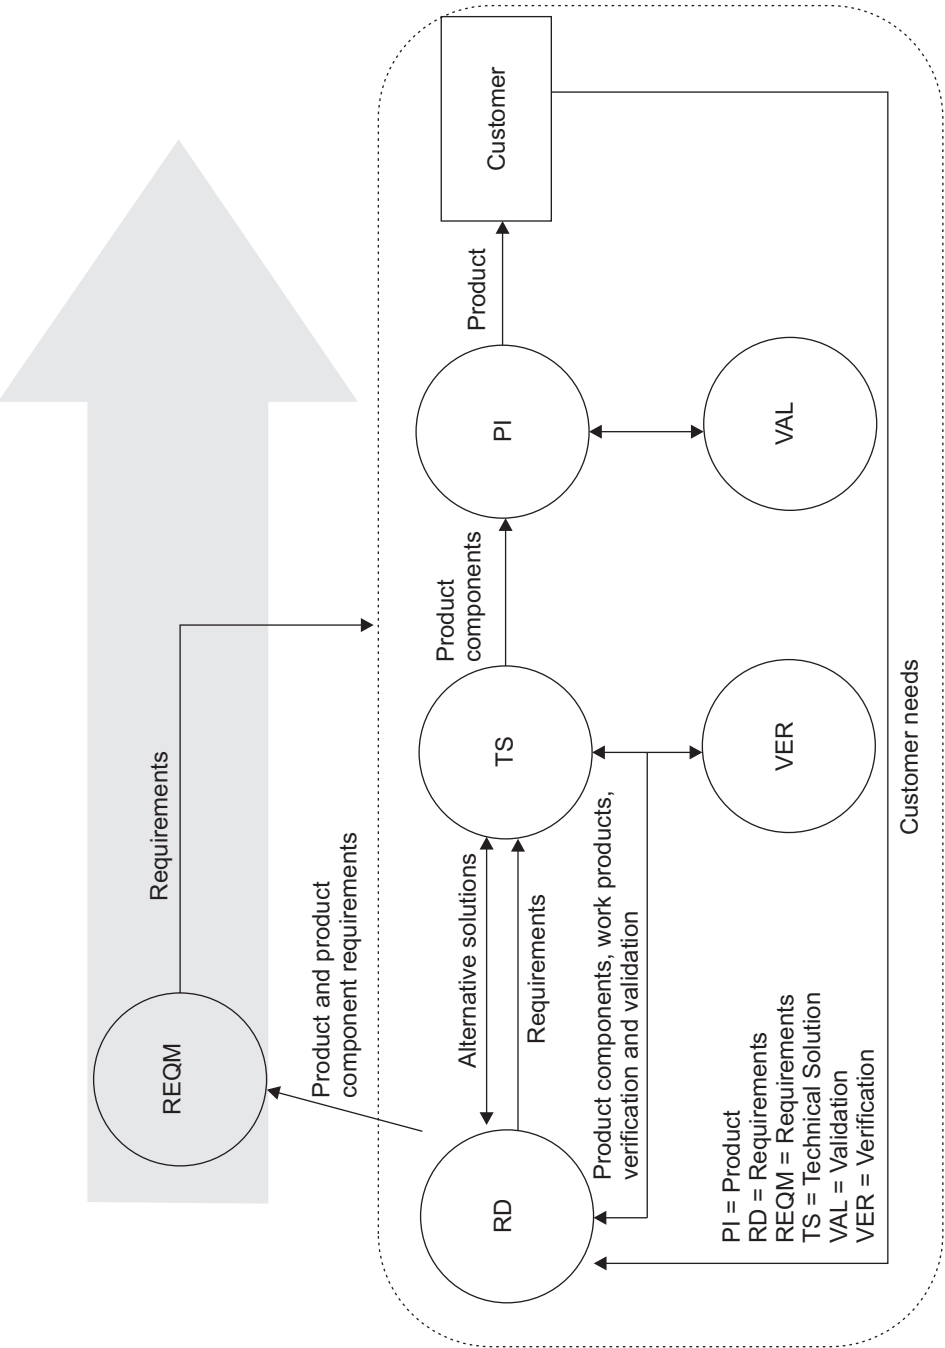 REQM
Requirements
Product and product
component requirements
RD
Alternative solutions
Requirements
TS
Product
components
PI
Product
Customer
Product components, work products,
verification and validation
VER
VAL
Customer needs
PI = Product
RD = Requirements
REQM = Requirements
TS = Technical Solution
VAL = Validation
VER = Verification